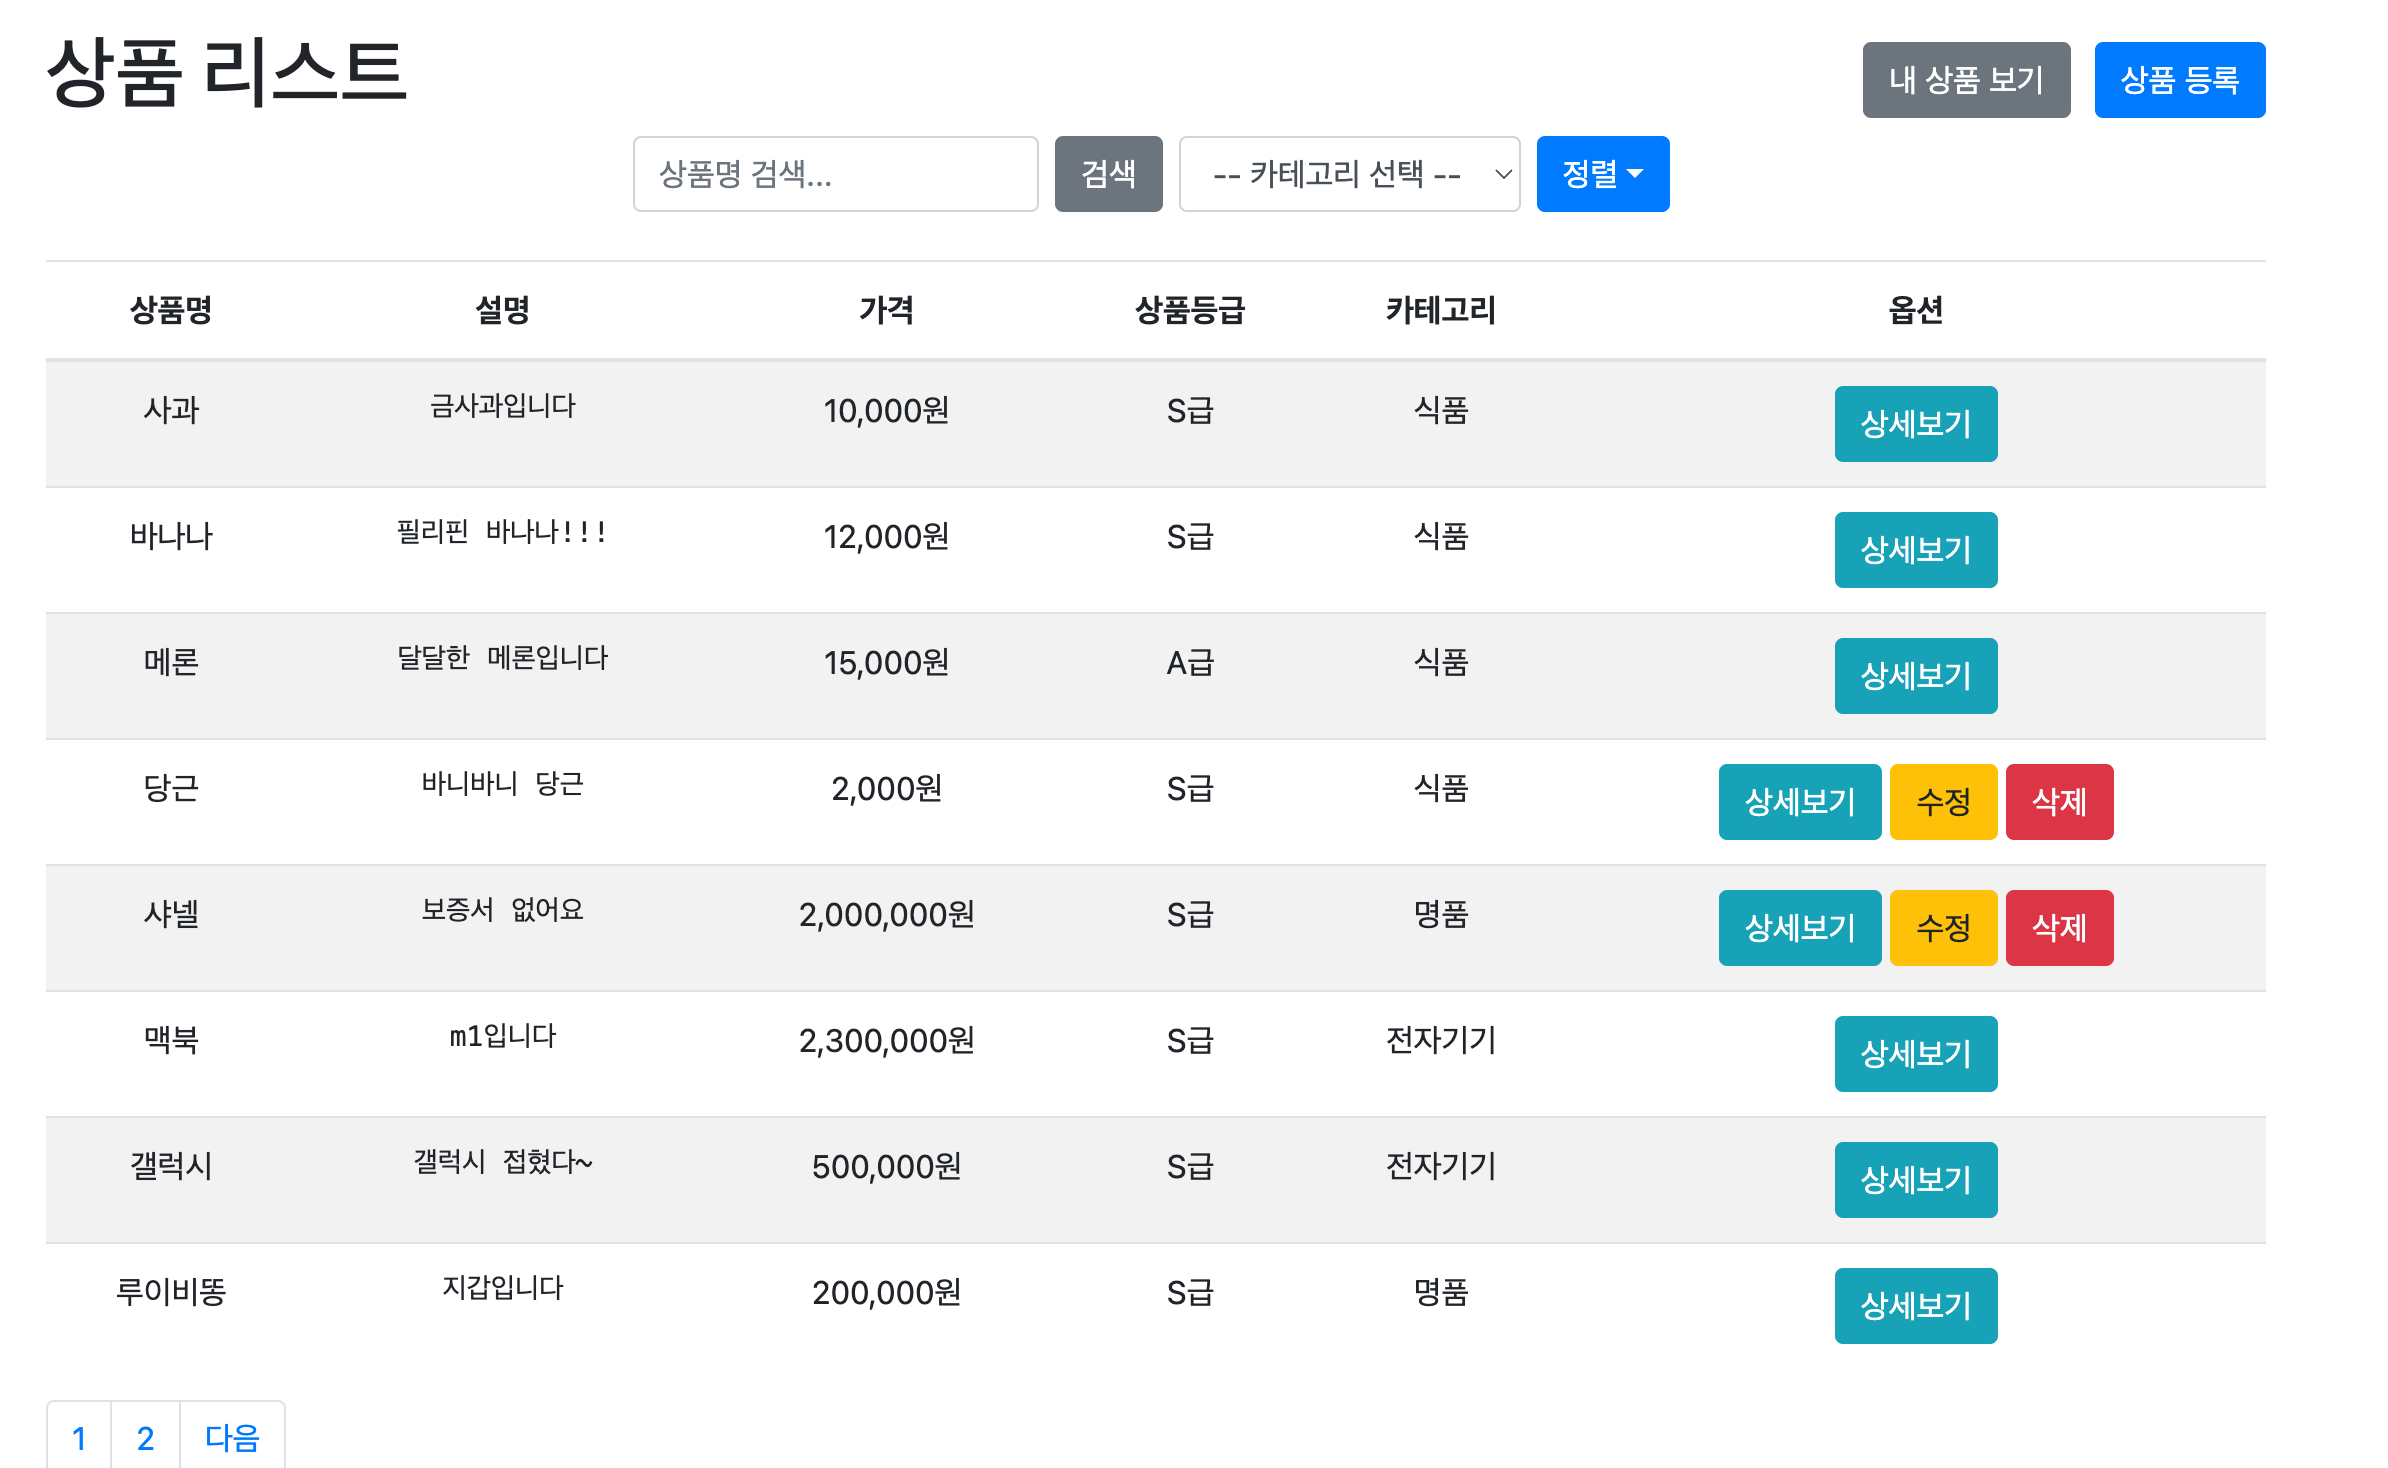 상품 리스트
내 상품 보기 상품 등록
상품명 검색... 검색 -- 카테고리 선택 -- 정렬
상품명 설명 가격 상품등급 카테고리 옵션
사과 금사과입니다 10,000원 S급 식품 상세보기
바나나 필리핀 바나나!!! 12,000원 S급 식품 상세보기
메론 달달한 메론입니다 15,000원 A급 식품 상세보기
당근 바니바니 당근 2,000원 S급 식품 상세보기 수정 삭제
샤넬 보증서 없어요 2,000,000원 S급 명품 상세보기 수정 삭제
맥북 m1입니다 2,300,000원 S급 전자기기 상세보기
갤럭시 갤럭시 접혔다~ 500,000원 S급 전자기기 상세보기
루이비똥 지갑입니다 200,000원 S급 명품 상세보기
1 2 다음